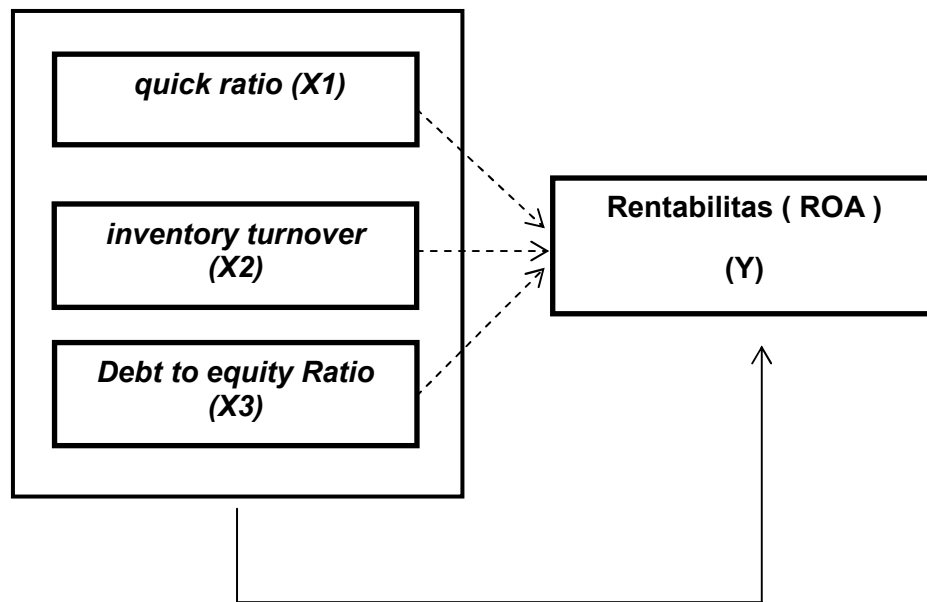 quick ratio (X1)
inventory turnover
(X2)
Debt to equity Ratio
(X3)
Rentabilitas ( ROA )
(Y)